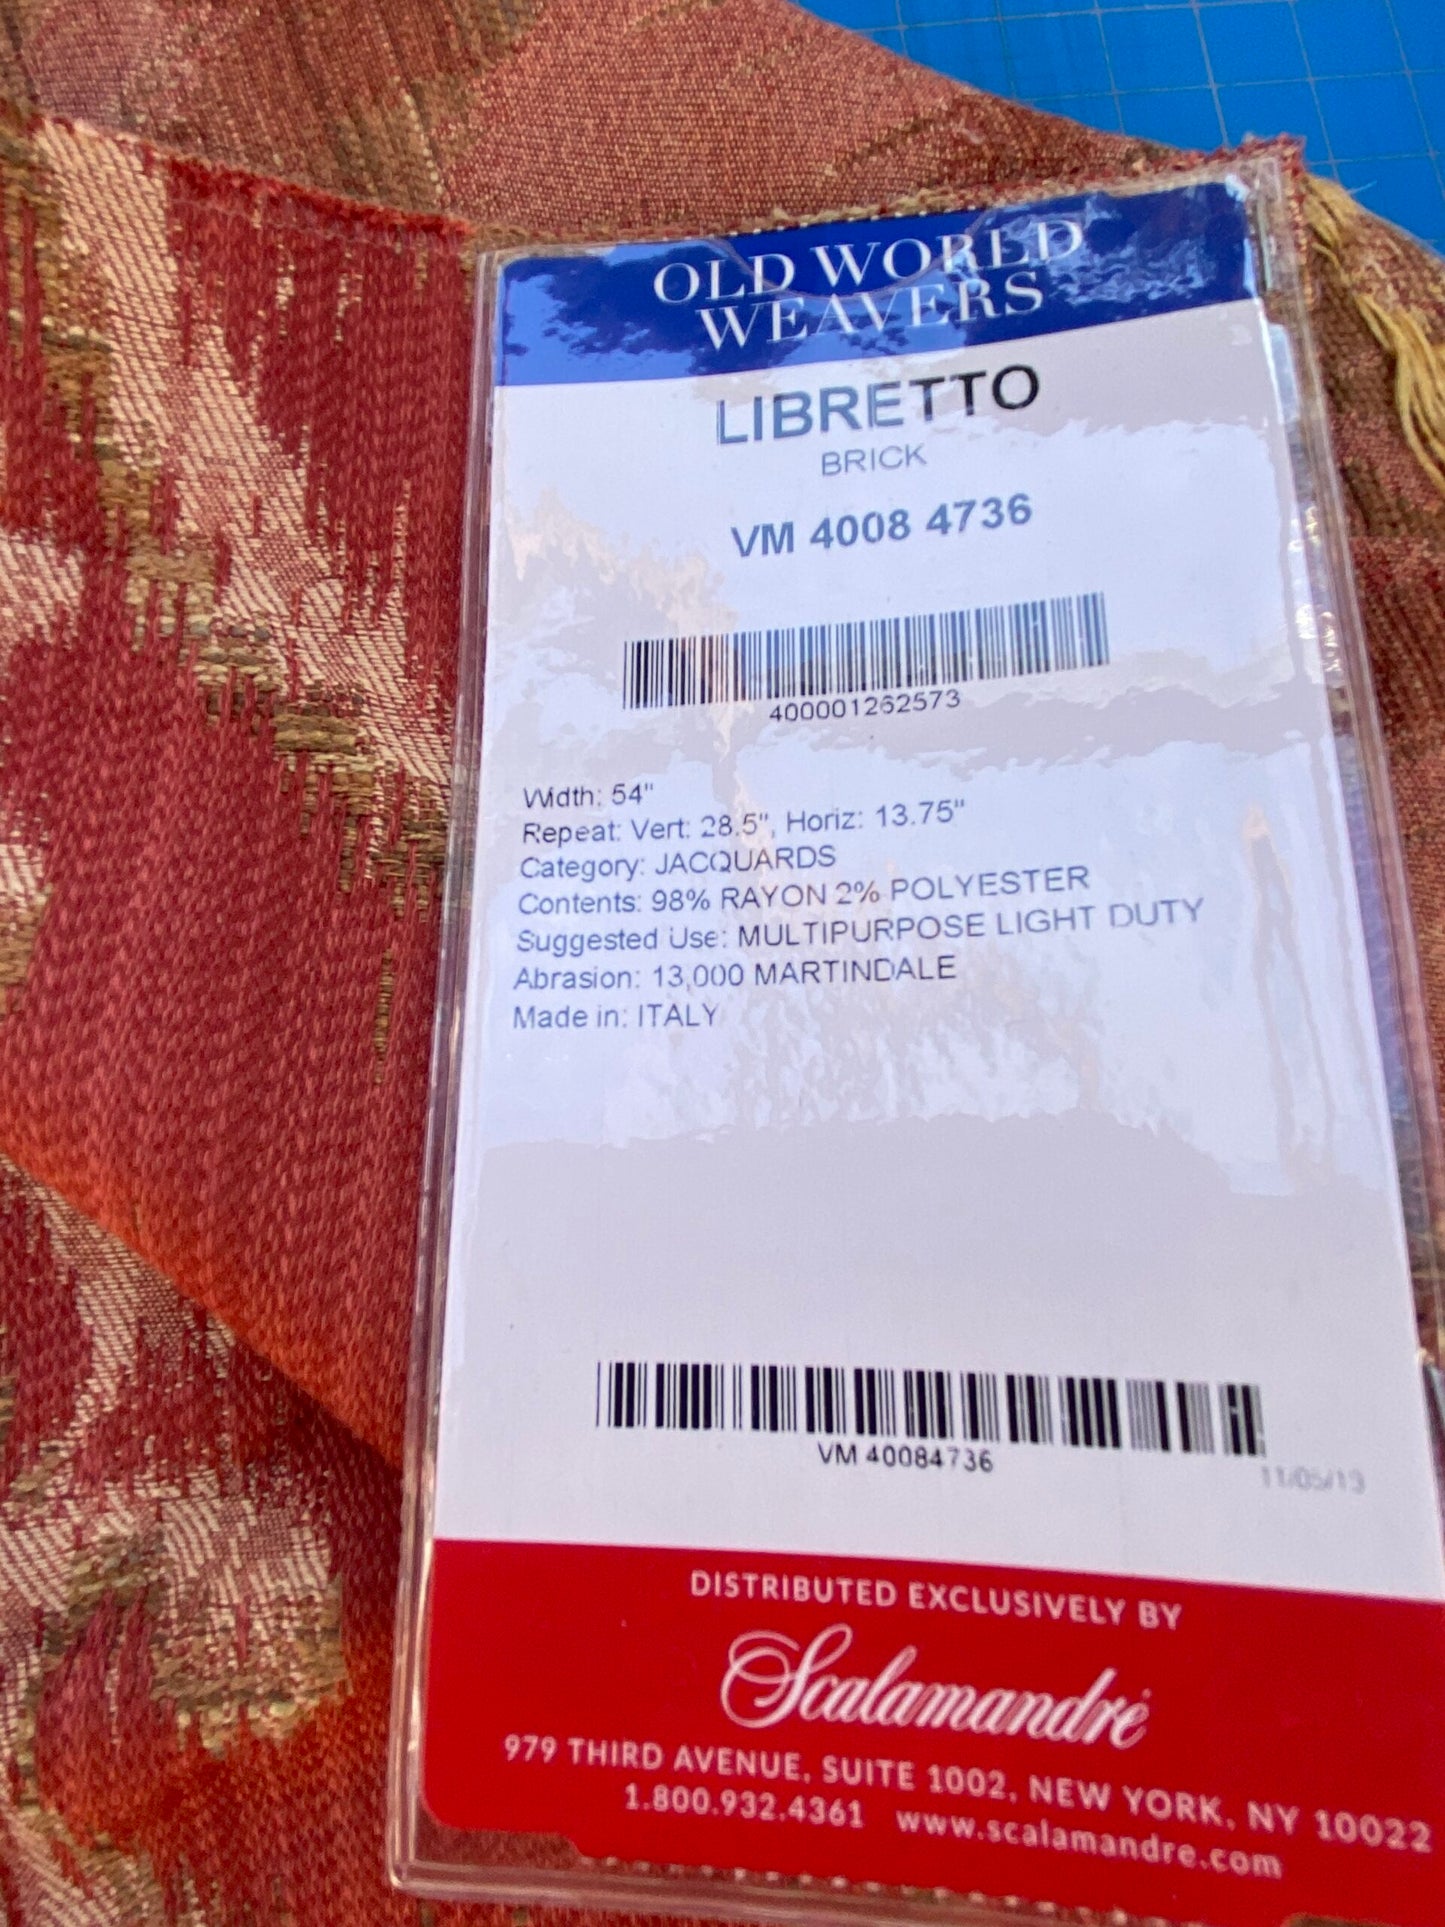 OLD WORLD
WEAVERS
LIBRETTO
BRICK
VM 4008 4736
400001262573
Width: 54"
Repeat: Vert: 28.5", Horiz: 13.75"
Category: JACQUARDS
Contents: 98% RAYON 2% POLYESTER
Suggested Use: MULTIPURPOSE LIGHT DUTY
Abrasion: 13,000 MARTINDALE
Made in: ITALY
VM 40084736
11/05/13
DISTRIBUTED EXCLUSIVELY BY
Scalamandré
979 THIRD AVENUE, SUITE 1002, NEW YORK, NY 10022
1.800.932.4361 www.scalamandre.com